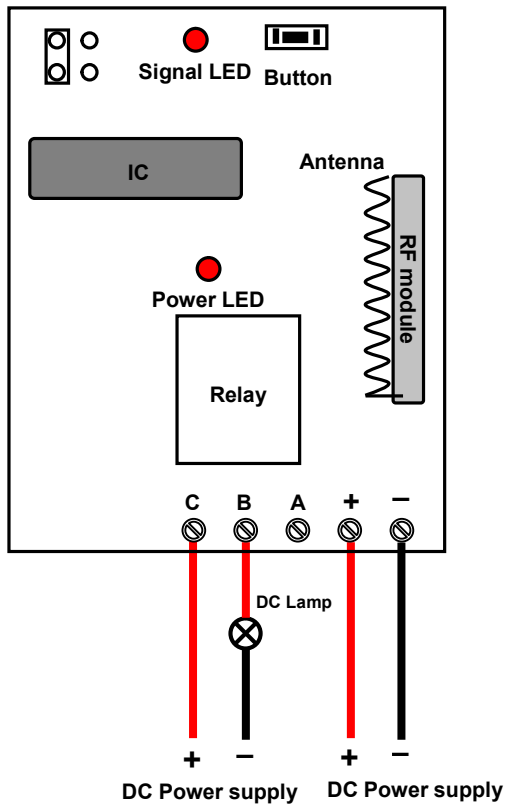 Signal LED
Button
IC
Antenna
RF module
Power LED
Relay
C B A + −
DC Lamp
+ − + −
DC Power supply DC Power supply